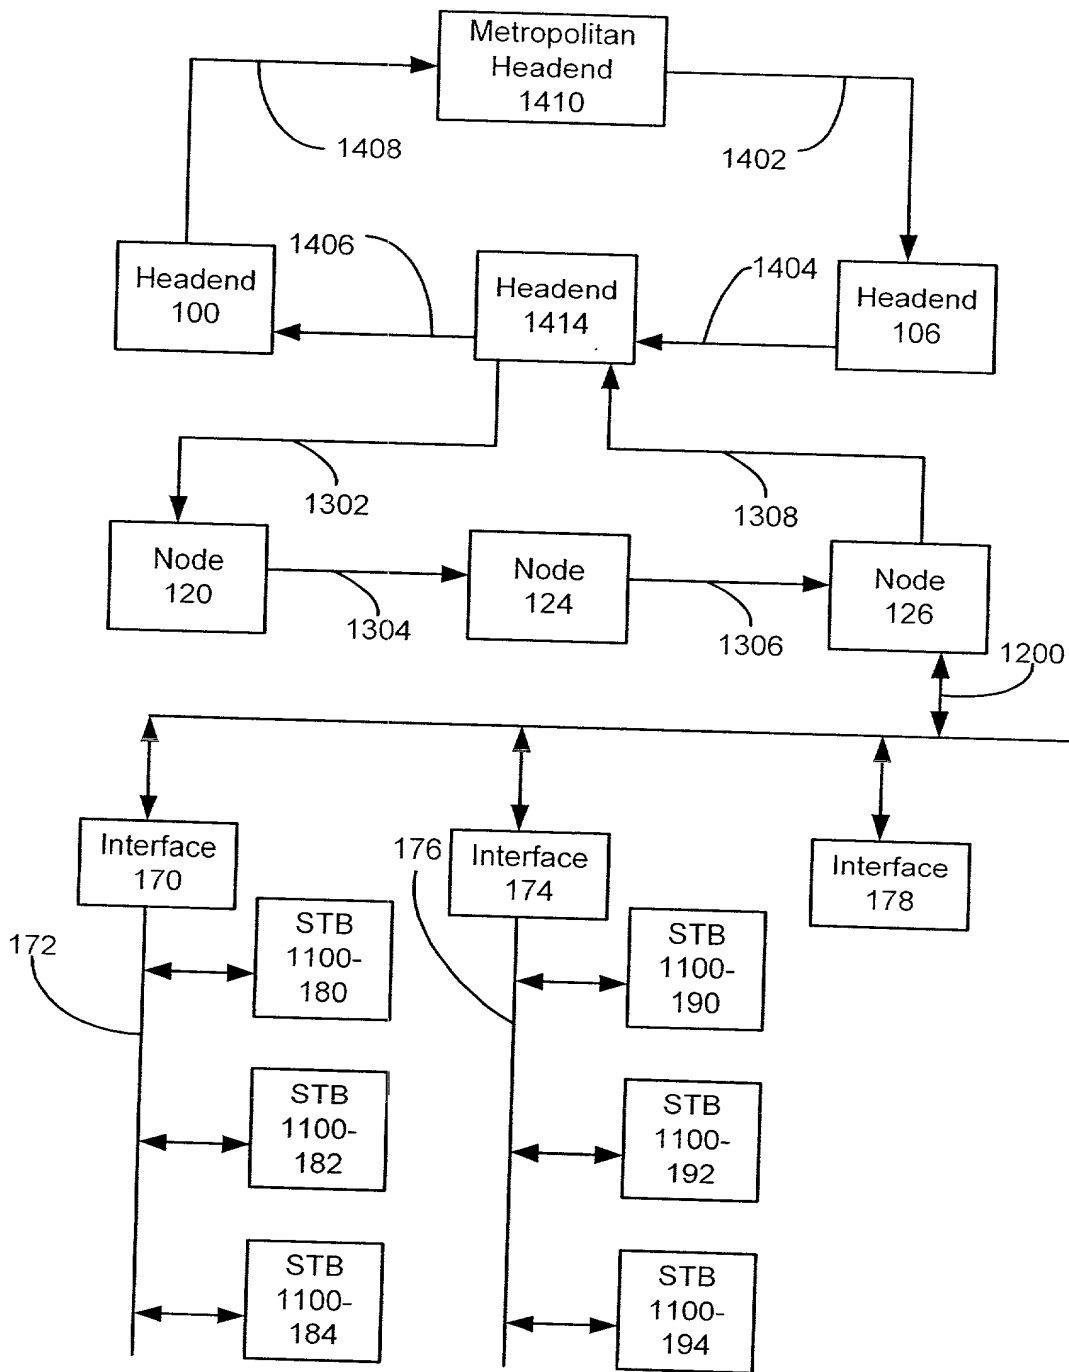 Metropolitan
Headend
1410
1408
1402
1406
1404
Headend
100
Headend
1414
Headend
106
1302
1308
Node
120
Node
124
Node
126
1304
1306
1200
Interface
170
176
Interface
174
Interface
178
172
STB
1100-
180
STB
1100-
190
STB
1100-
182
STB
1100-
192
STB
1100-
184
STB
1100-
194